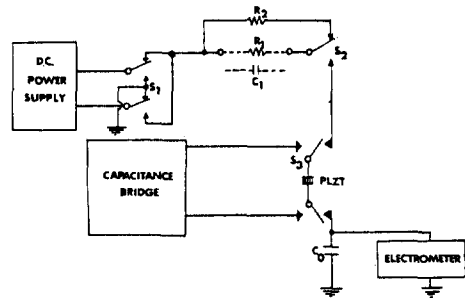 R2
D.C.
POWER
SUPPLY
R1
S2
C1
S1
S3
CAPACITANCE
BRIDGE
PLZT
C0
ELECTROMETER